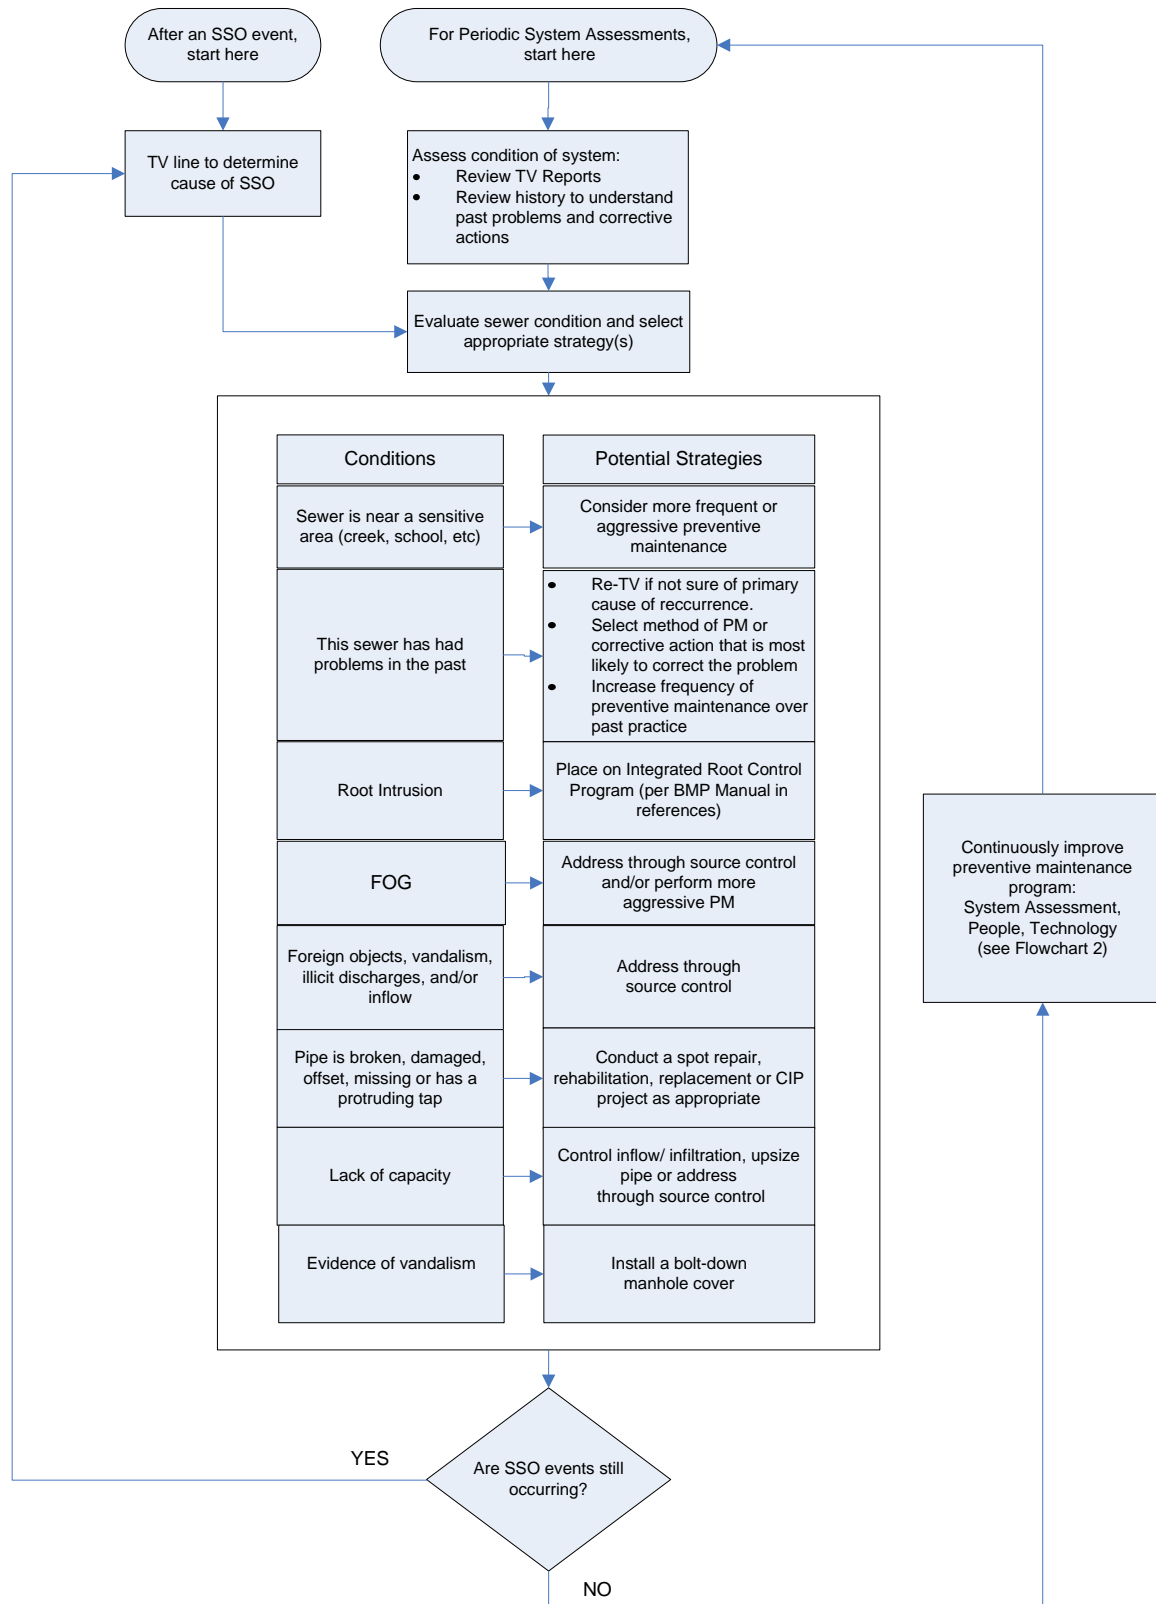 After an SSO event,
start here
For Periodic System Assessments,
start here
TV line to determine
cause of SSO
Assess condition of system:
• Review TV Reports
• Review history to understand
past problems and corrective
actions
Evaluate sewer condition and select
appropriate strategy(s)
Conditions
Potential Strategies
Sewer is near a sensitive
area (creek, school, etc)
Consider more frequent or
aggressive preventive
maintenance
This sewer has had
problems in the past
• Re-TV if not sure of primary
cause of reccurrence.
• Select method of PM or
corrective action that is most
likely to correct the problem
• Increase frequency of
preventive maintenance over
past practice
Root Intrusion
Place on Integrated Root Control
Program (per BMP Manual in
references)
FOG
Address through source control
and/or perform more
aggressive PM
Foreign objects, vandalism,
illicit discharges, and/or
inflow
Address through
source control
Pipe is broken, damaged,
offset, missing or has a
protruding tap
Conduct a spot repair,
rehabilitation, replacement or CIP
project as appropriate
Lack of capacity
Control inflow/ infiltration, upsize
pipe or address
through source control
Evidence of vandalism
Install a bolt-down
manhole cover
Continuously improve
preventive maintenance
program:
System Assessment,
People, Technology
(see Flowchart 2)
YES
Are SSO events still
occurring?
NO